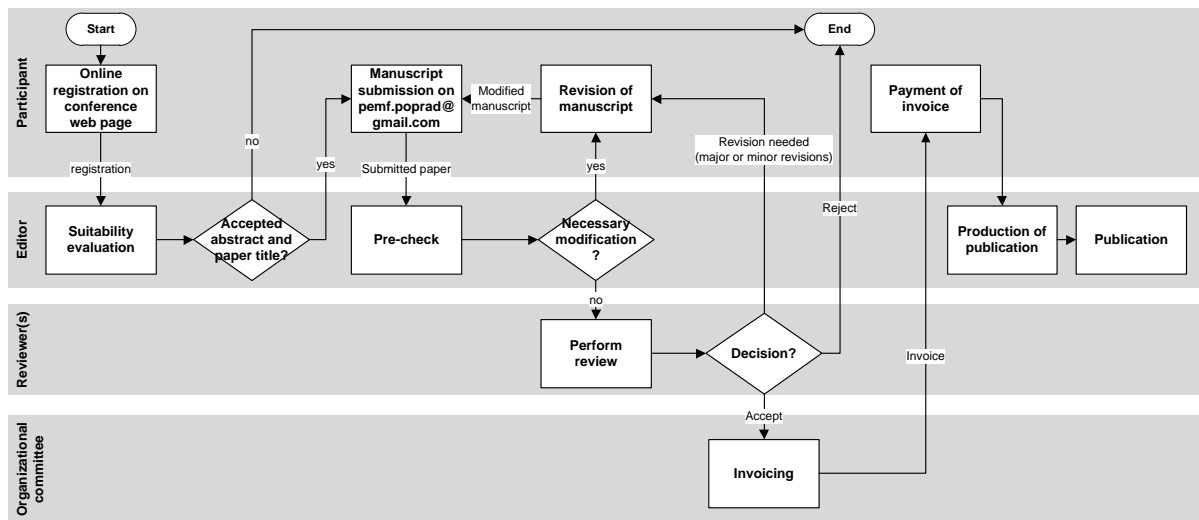 Participant
Start
End
Online
registration on
conference
web page
Manuscript
submission on
pemf.poprad@
gmail.com
Modified
manuscript
Revision of
manuscript
Payment of
invoice
no
yes
registration
Submitted paper
yes
Revision needed
(major or minor revisions)
Reject
Editor
Suitability
evaluation
Accepted
abstract and
paper title?
Pre-check
Necessary
modification
?
Production of
publication
Publication
no
Reviewer(s)
Perform
review
Decision?
Invoice
Accept
Organizational
committee
Invoicing